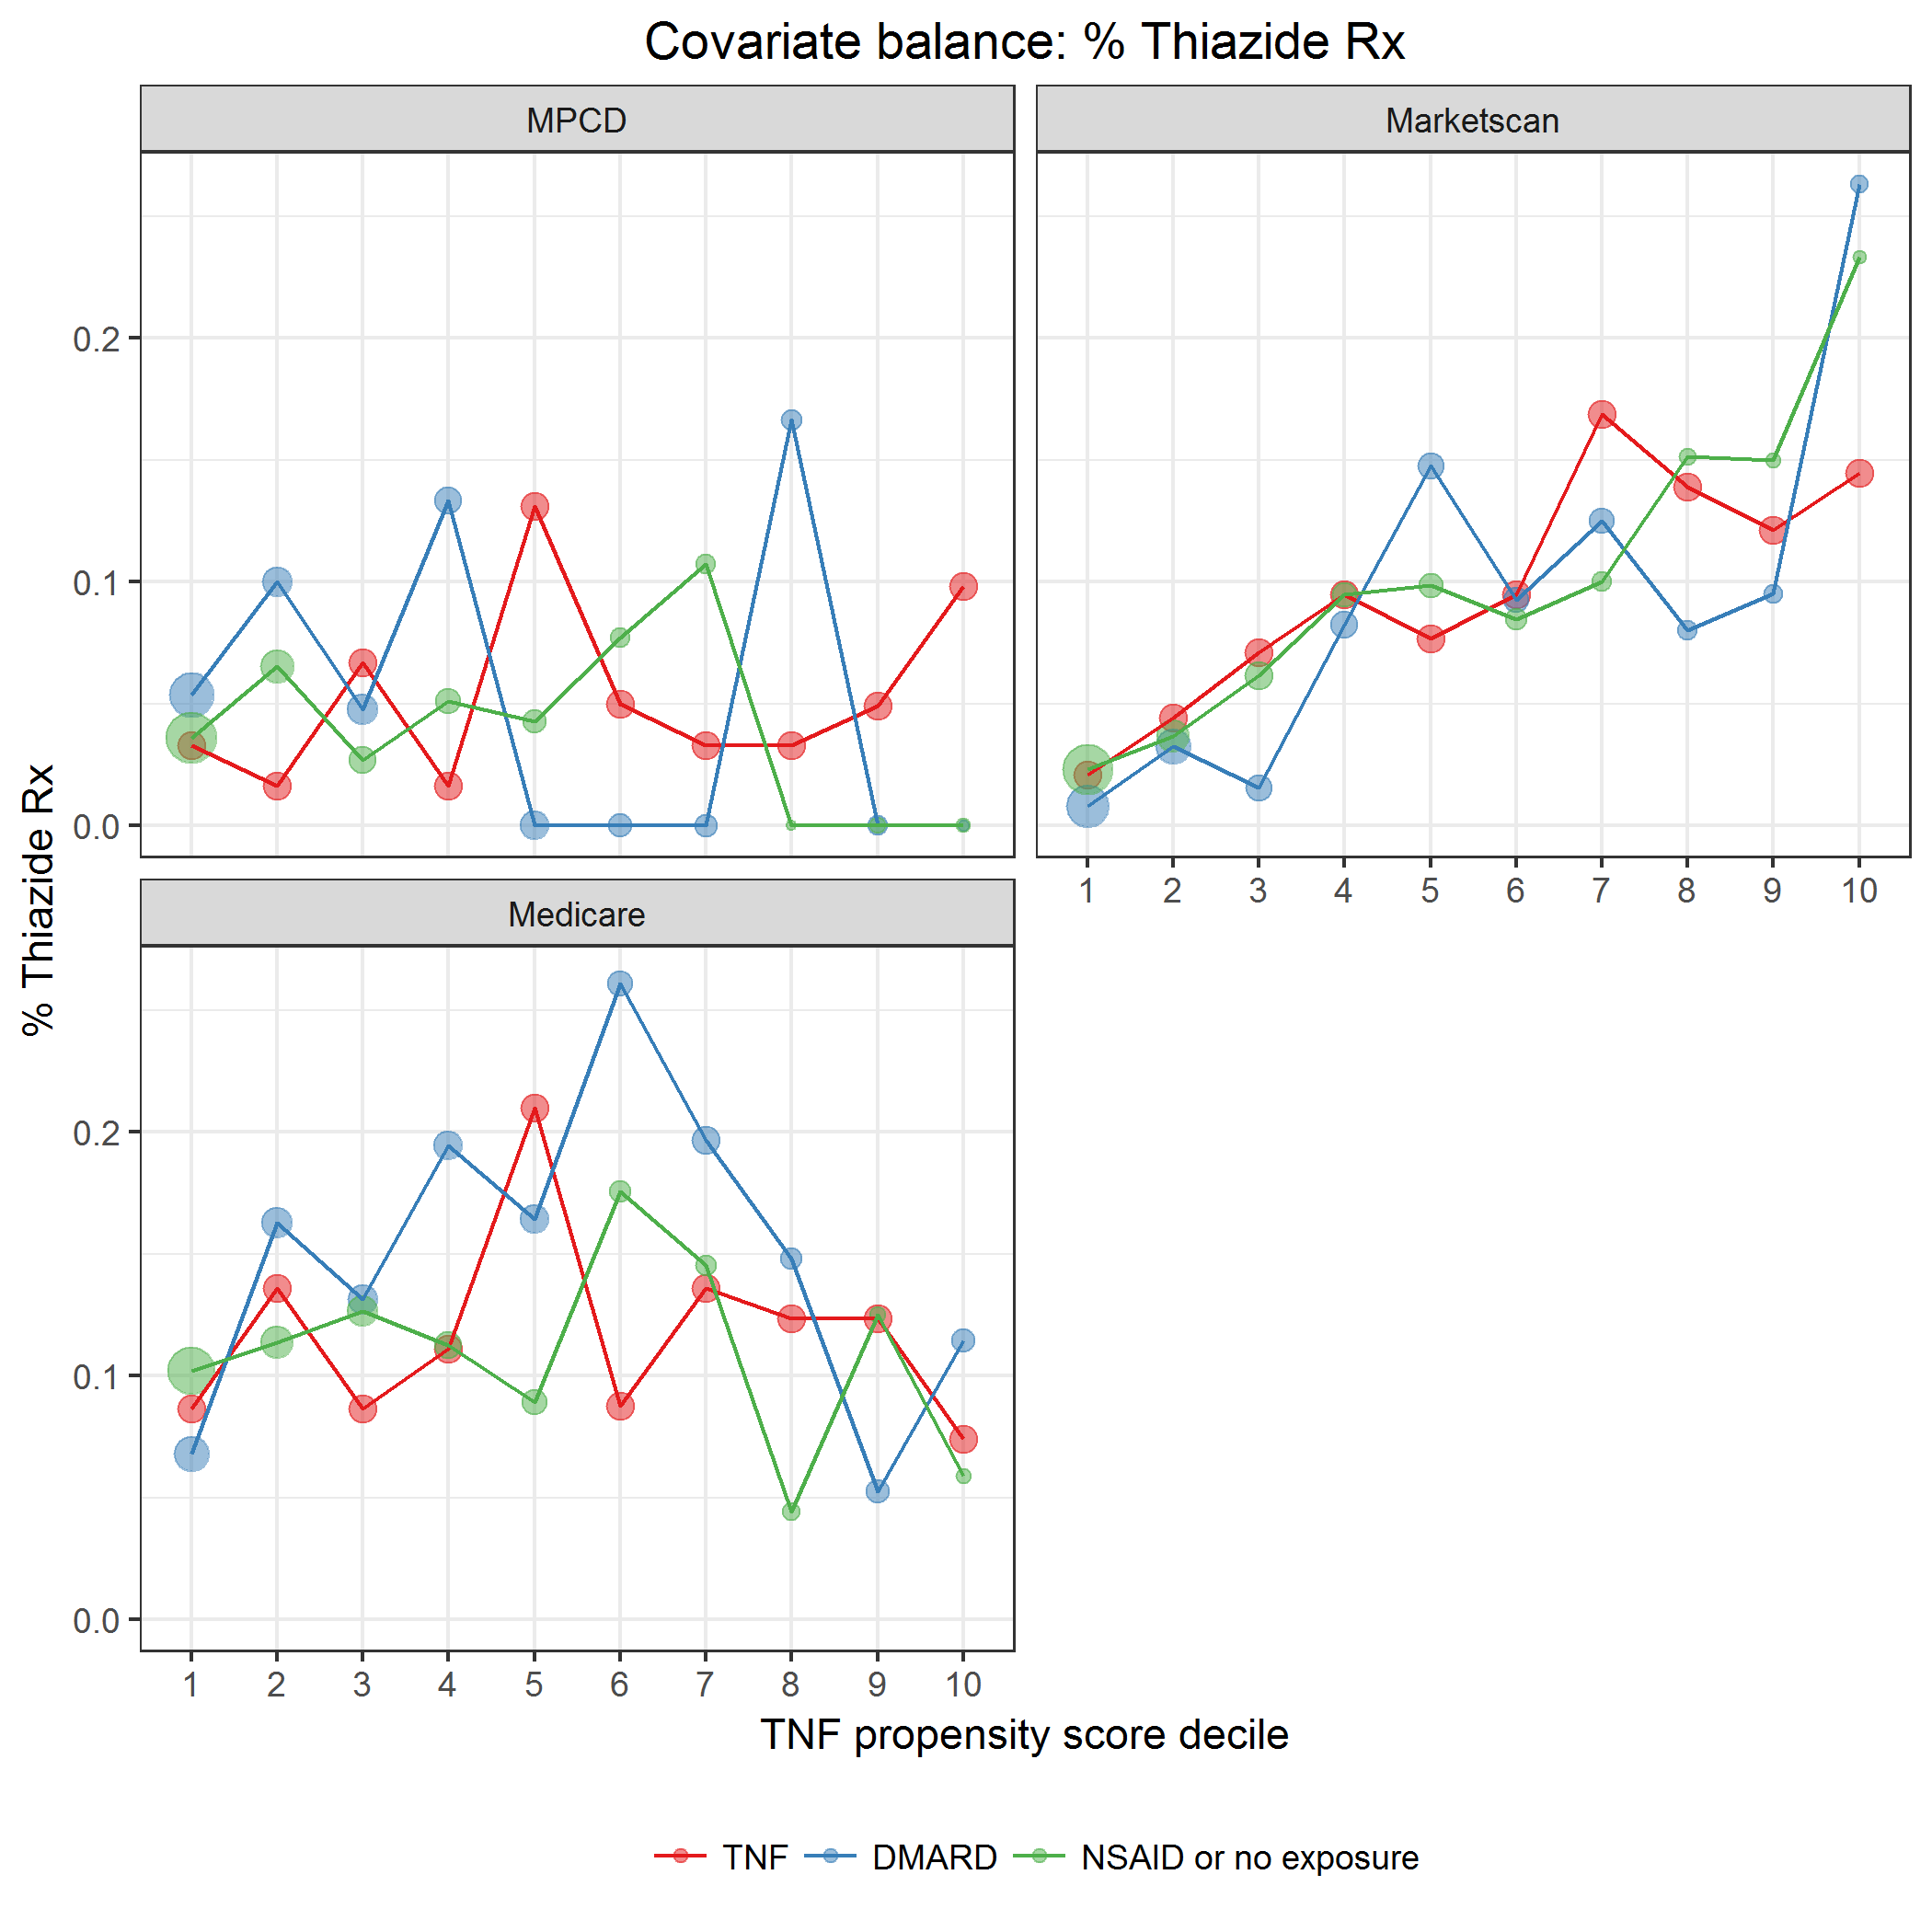 Covariate balance: % Thiazide Rx
MPCD
Marketscan
0.2
0.1
0.0
1 2 3 4 5 6 7 8 9 10
Medicare
0.2
0.1
0.0
1 2 3 4 5 6 7 8 9 10
% Thiazide Rx
TNF propensity score decile
TNF DMARD NSAID or no exposure